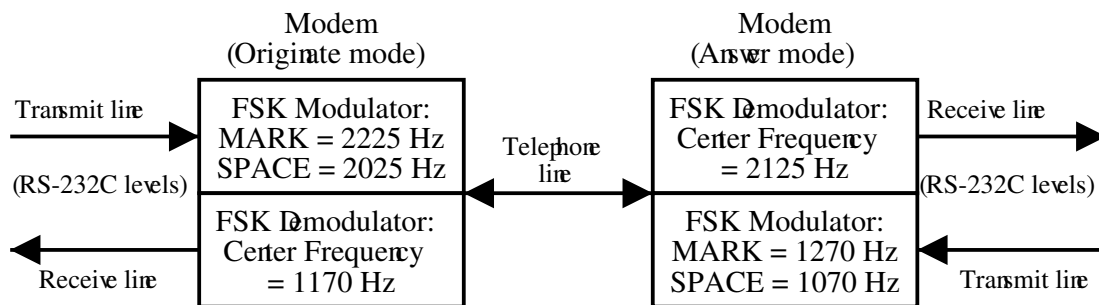 Modem
(Originate mode)
Modem
(Answer mode)
Transmit line
FSK Modulator:
MARK = 2225 Hz
SPACE = 2025 Hz
(RS-232C levels)
FSK Demodulator:
Center Frequency
= 1170 Hz
Receive line
Telephone
line
FSK Demodulator:
Center Frequency
= 2125 Hz
Receive line
(RS-232C levels)
FSK Modulator:
MARK = 1270 Hz
SPACE = 1070 Hz
Transmit line